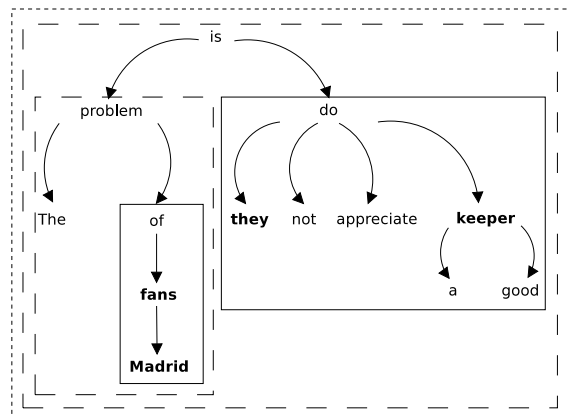 is
problem do
The of they not appreciate keeper
fans a good
Madrid